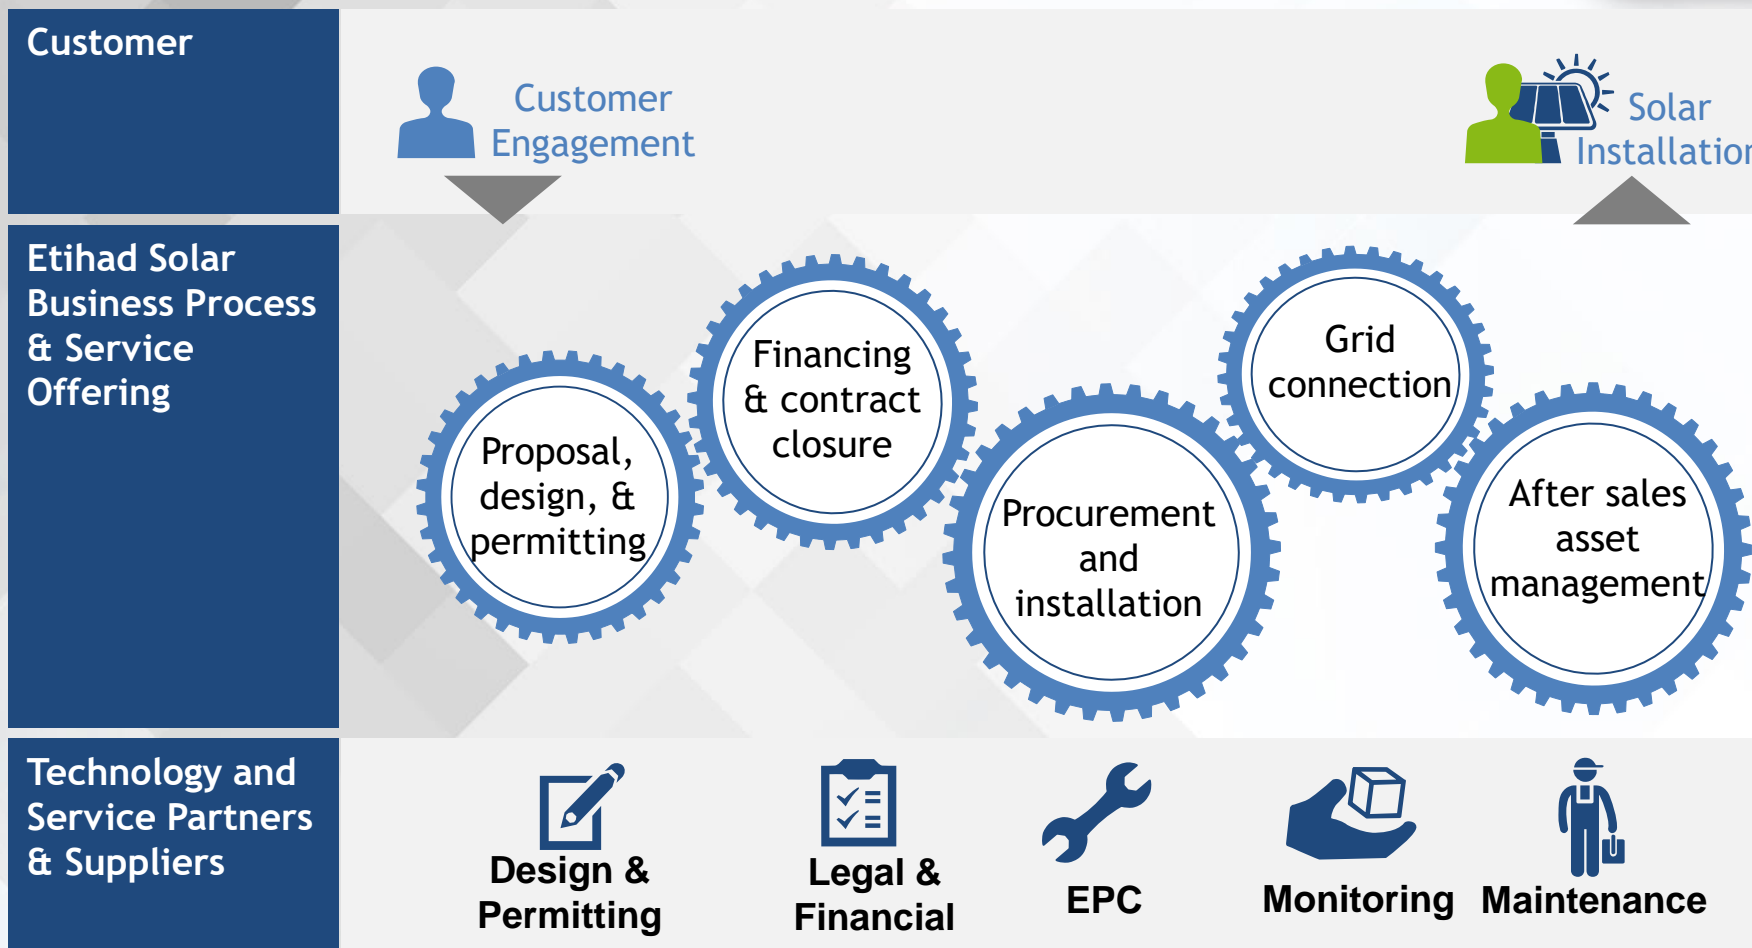 Customer
Customer
Engagement
Solar
Installation
Etihad Solar
Business Process
& Service
Offering
Proposal,
design, &
permitting
Financing
& contract
closure
Procurement
and
installation
Grid
connection
After sales
asset
management
Technology and
Service Partners
& Suppliers
Design &
Permitting
Legal &
Financial
EPC
Monitoring
Maintenance